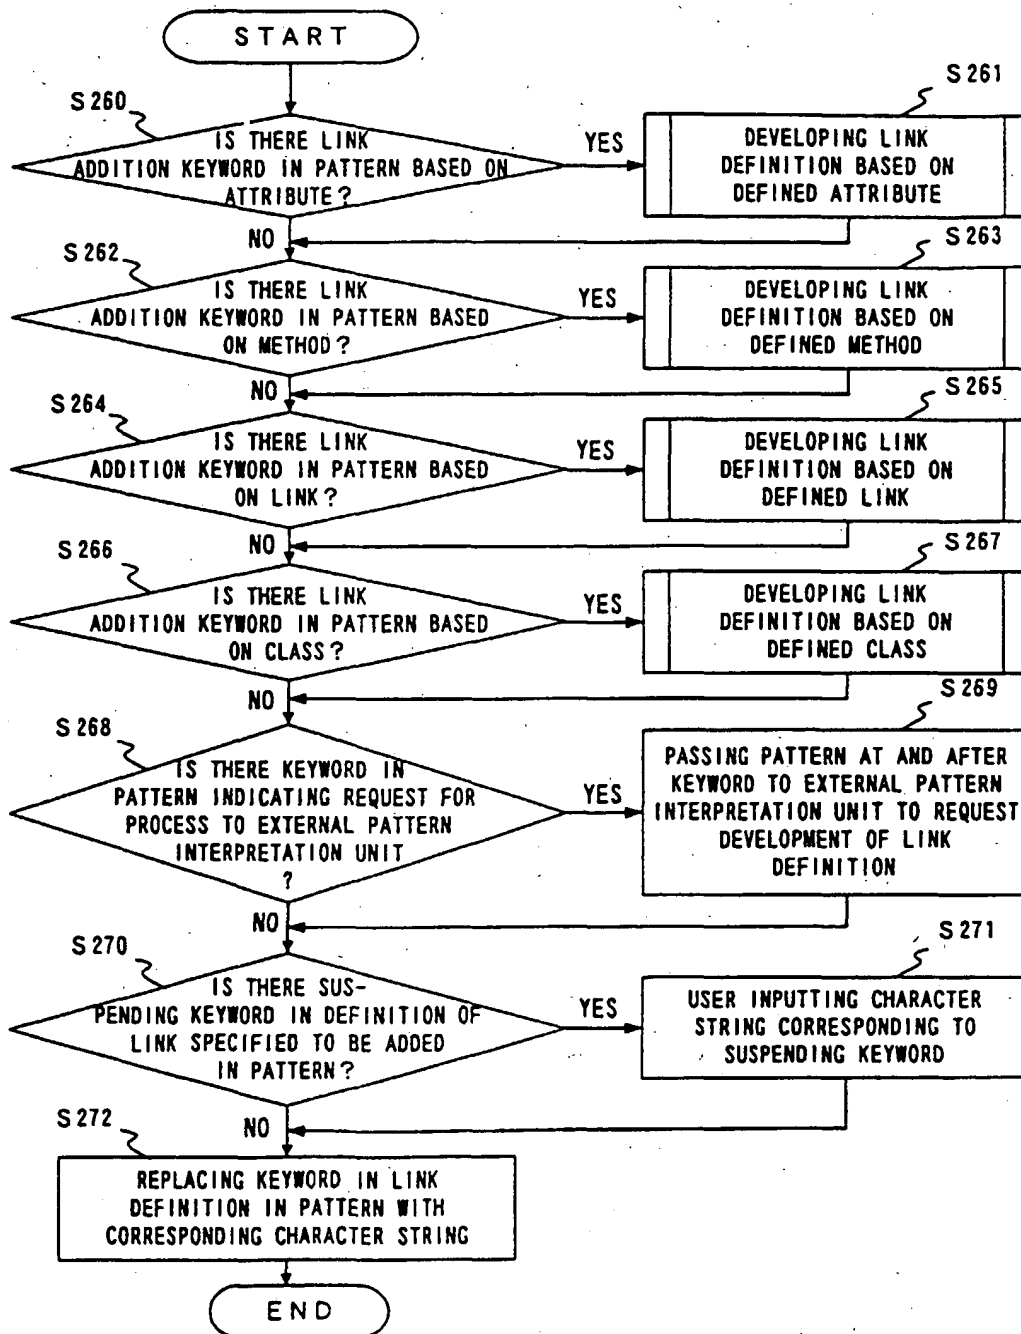 START
S260
IS THERE LINK
ADDITION KEYWORD IN PATTERN BASED ON
ATTRIBUTE?
YES
S261
DEVELOPING LINK
DEFINITION BASED ON
DEFINED ATTRIBUTE
NO
S262
IS THERE LINK
ADDITION KEYWORD IN PATTERN BASED
ON METHOD?
YES
S263
DEVELOPING LINK
DEFINITION BASED ON
DEFINED METHOD
NO
S264
IS THERE LINK
ADDITION KEYWORD IN PATTERN BASED
ON LINK?
YES
S265
DEVELOPING LINK
DEFINITION BASED ON
DEFINED LINK
NO
S266
IS THERE LINK
ADDITION KEYWORD IN PATTERN BASED
ON CLASS?
YES
S267
DEVELOPING LINK
DEFINITION BASED ON
DEFINED CLASS
NO
S268
IS THERE KEYWORD IN
PATTERN INDICATING REQUEST FOR
PROCESS TO EXTERNAL PATTERN
INTERPRETATION UNIT
?
YES
S269
PASSING PATTERN AT AND AFTER
KEYWORD TO EXTERNAL PATTERN
INTERPRETATION UNIT TO REQUEST
DEVELOPMENT OF LINK
DEFINITION
NO
S270
IS THERE SUS-
PENDING KEYWORD IN DEFINITION OF
LINK SPECIFIED TO BE ADDED
IN PATTERN?
YES
S271
USER INPUTTING CHARACTER
STRING CORRESPONDING TO
SUSPENDING KEYWORD
NO
S272
REPLACING KEYWORD IN LINK
DEFINITION IN PATTERN WITH
CORRESPONDING CHARACTER STRING
END